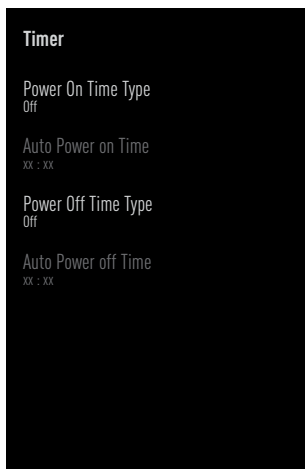 Timer
Power On Time Type
Off
Auto Power on Time
xx : xx
Power Off Time Type
Off
Auto Power off Time
xx : xx